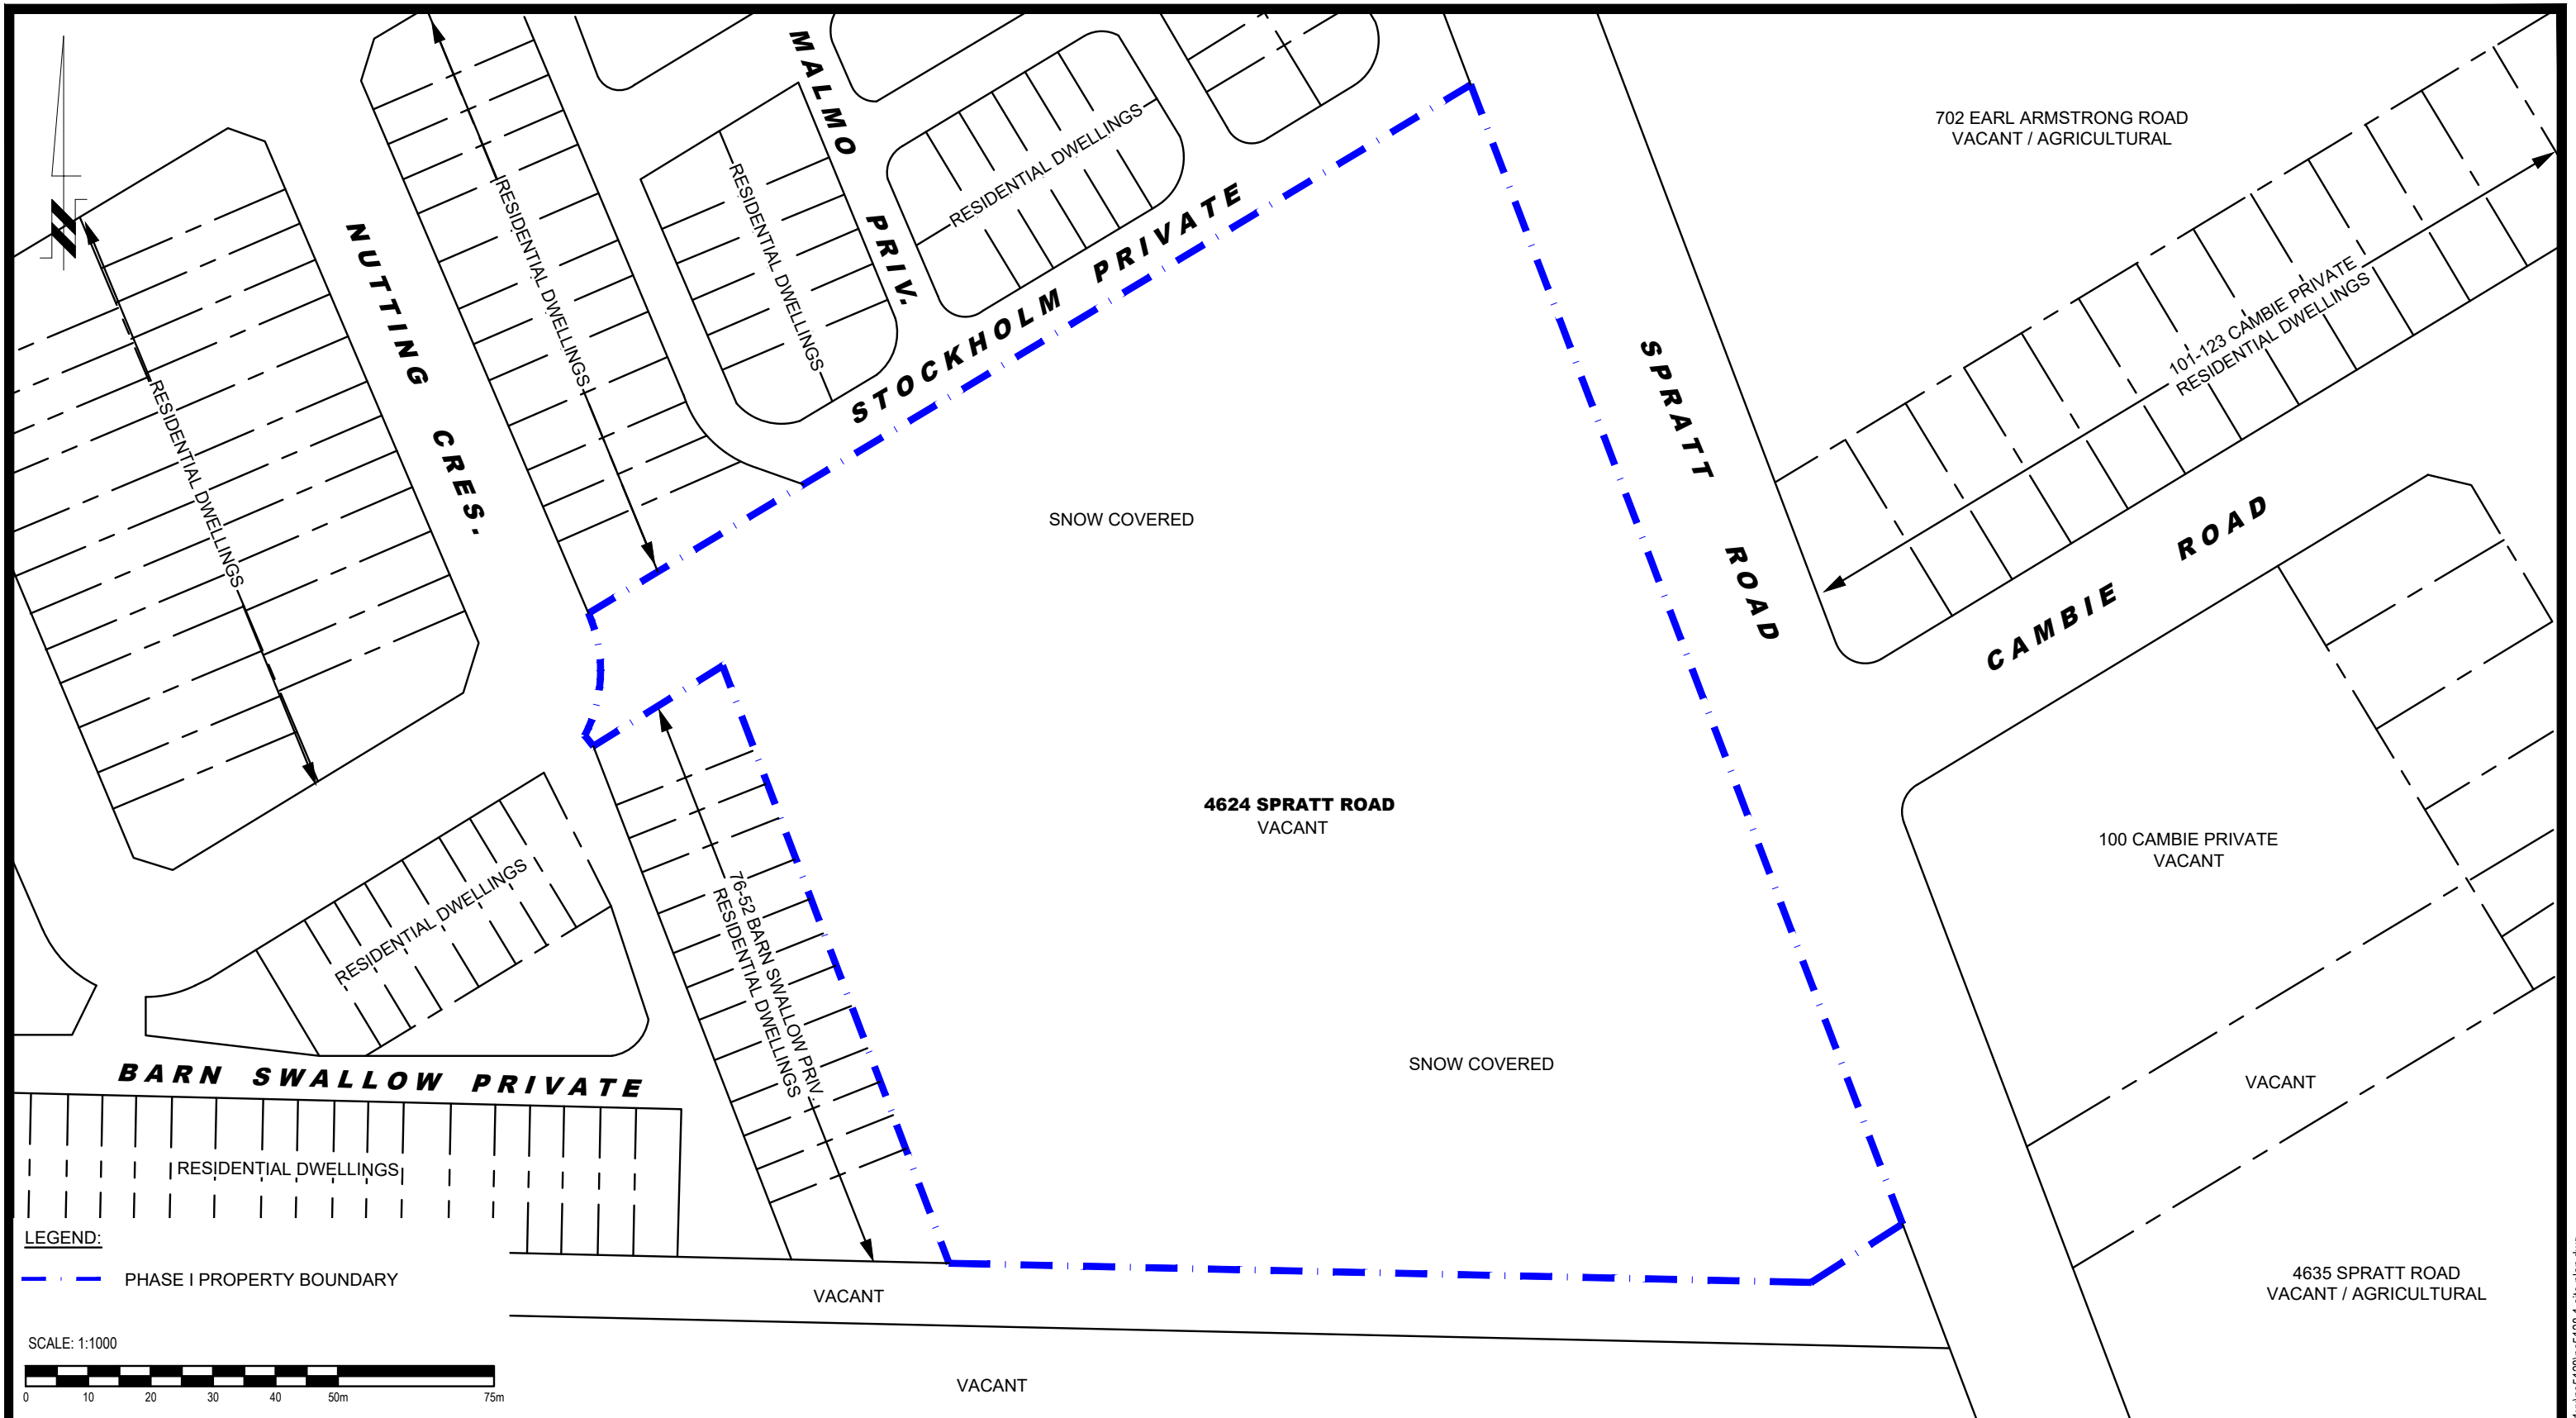 MALMO PRIV.
702 EARL ARMSTRONG ROAD
VACANT / AGRICULTURAL
RESIDENTIAL DWELLINGS
RESIDENTIAL DWELLINGS
RESIDENTIAL DWELLINGS
STOCKHOLM PRIVATE
NUTTING CRES.
RESIDENTIAL DWELLINGS
101-123 CAMBIE PRIVATE
RESIDENTIAL DWELLINGS
SPRATT ROAD
CAMBIE ROAD
SNOW COVERED
4624 SPRATT ROAD
VACANT
100 CAMBIE PRIVATE
VACANT
RESIDENTIAL DWELLINGS
76-52 BARN SWALLOW PRIV.
RESIDENTIAL DWELLINGS
SNOW COVERED
VACANT
BARN SWALLOW PRIVATE
RESIDENTIAL DWELLINGS
LEGEND:
PHASE I PROPERTY BOUNDARY
VACANT
4635 SPRATT ROAD
VACANT / AGRICULTURAL
SCALE: 1:1000
0 10 20 30 40 50m 75m
VACANT